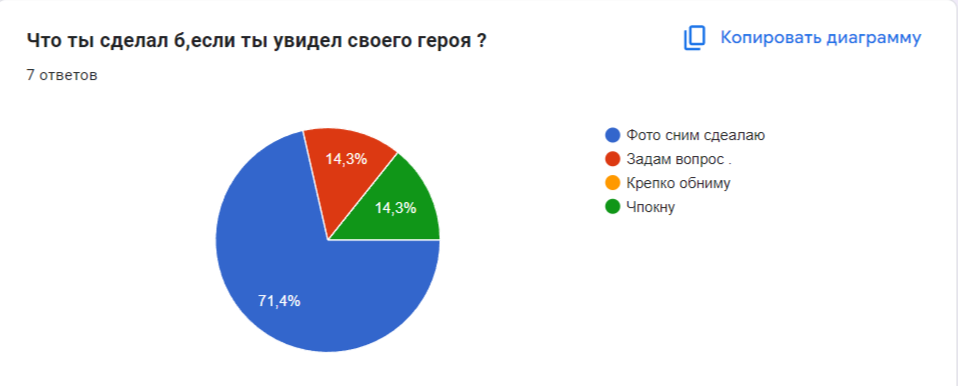 Что ты сделал б,если ты увидел своего героя ?
Копировать диаграмму
7 ответов
14,3%
14,3%
71,4%
Фото сним сдеалаю
Задам вопрос .
Крепко обниму
Чпокну